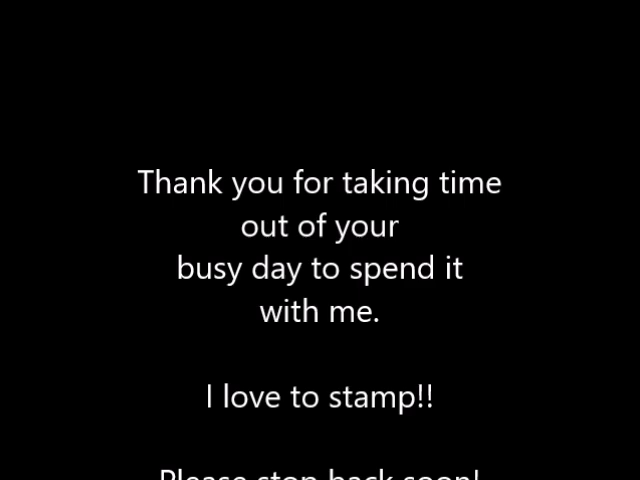 Thank you for taking time
out of your
busy day to spend it
with me.
I love to stamp!!
Please stop back soon!